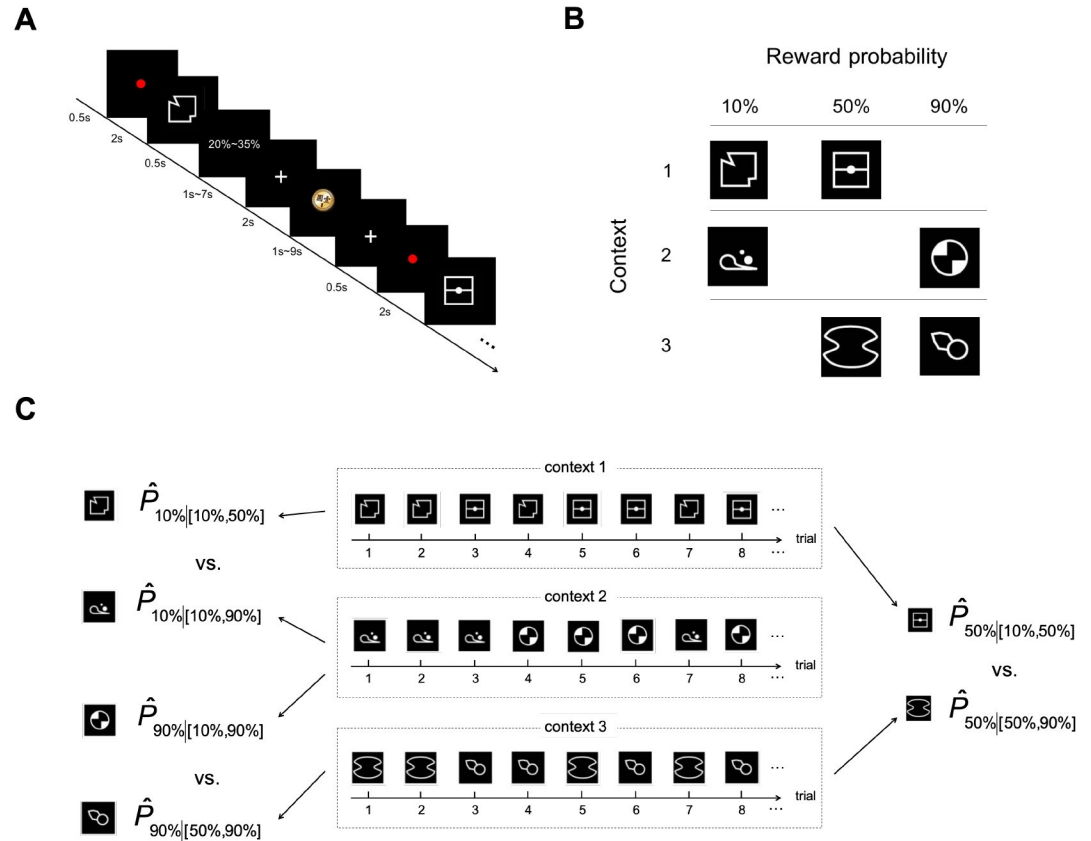 A
0.5s
2s
0.5s
20%~35%
1s~7s
2s
1s~9s
0.5s
2s
...
B
Reward probability
10% 50% 90%
Context
1
2
3
C
context 1
P̂10%|[10%,50%]
vs.
P̂10%|[10%,90%]
P̂90%|[10%,90%]
vs.
P̂90%|[50%,90%]
...
trial
1 2 3 4 5 6 7 8 ...
context 2
...
trial
1 2 3 4 5 6 7 8 ...
context 3
...
trial
1 2 3 4 5 6 7 8 ...
P̂50%|[10%,50%]
vs.
P̂50%|[50%,90%]